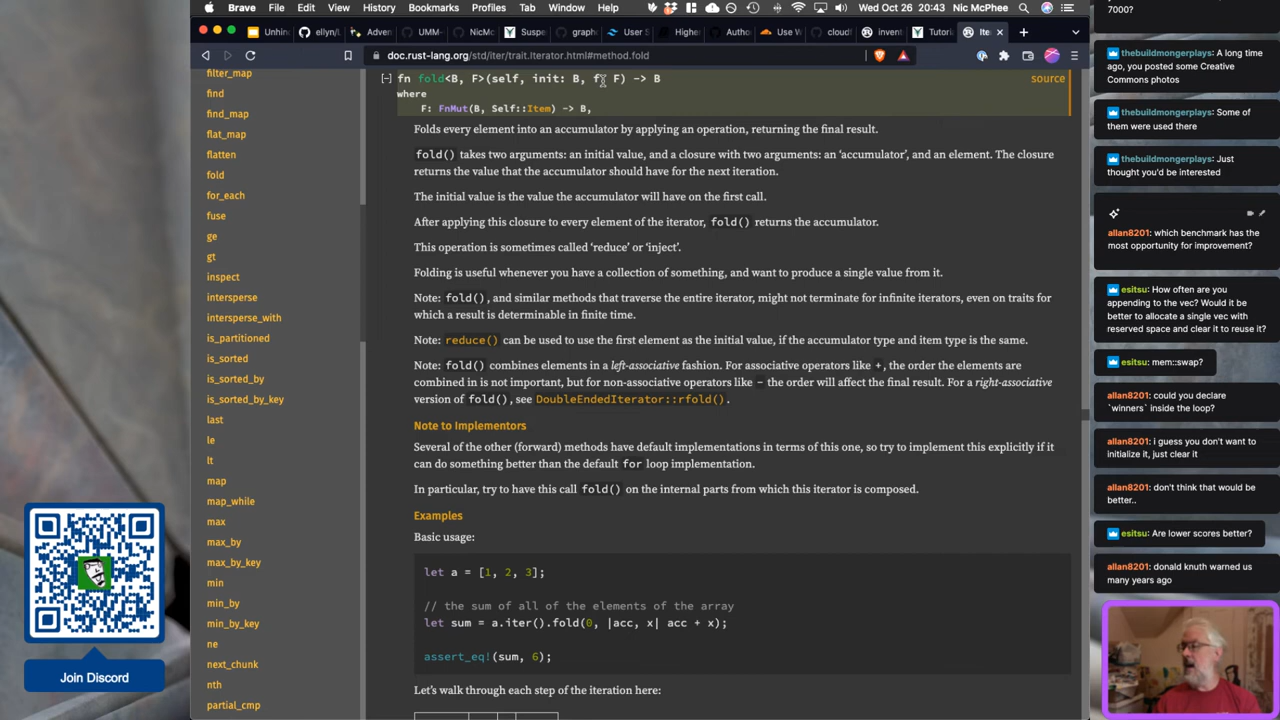 Brave File Edit View History Bookmarks Profiles Tab Window Help Wed Oct 26 20:43 Nic McPhee
Unhin ellyn/l Adven UMM- NicMc Suspe graph User S Higher Autho Use W cloudf inven Tutori Ite
doc.rust-lang.org/std/iter/trait.Iterator.html#method.fold
filter_map
find
find_map
flat_map
flatten
fold
for_each
fuse
ge
gt
inspect
intersperse
intersperse_with
is_partitioned
is_sorted
is_sorted_by
is_sorted_by_key
last
le
lt
map
map_while
max
max_by
max_by_key
min
min_by
min_by_key
ne
next_chunk
nth
partial_cmp
[-] fn fold<B, F>(self, init: B, f: F) -> B source
where
F: FnMut(B, Self::Item) -> B,
Folds every element into an accumulator by applying an operation, returning the final result.
fold() takes two arguments: an initial value, and a closure with two arguments: an ‘accumulator’, and an element. The closure
returns the value that the accumulator should have for the next iteration.
The initial value is the value the accumulator will have on the first call.
After applying this closure to every element of the iterator, fold() returns the accumulator.
This operation is sometimes called ‘reduce’ or ‘inject’.
Folding is useful whenever you have a collection of something, and want to produce a single value from it.
Note: fold(), and similar methods that traverse the entire iterator, might not terminate for infinite iterators, even on traits for
which a result is determinable in finite time.
Note: reduce() can be used to use the first element as the initial value, if the accumulator type and item type is the same.
Note: fold() combines elements in a left-associative fashion. For associative operators like +, the order the elements are
combined in is not important, but for non-associative operators like - the order will affect the final result. For a right-associative
version of fold(), see DoubleEndedIterator::rfold().
Note to Implementors
Several of the other (forward) methods have default implementations in terms of this one, so try to implement this explicitly if it
can do something better than the default for loop implementation.
In particular, try to have this call fold() on the internal parts from which this iterator is composed.
Examples
Basic usage:
let a = [1, 2, 3];
// the sum of all of the elements of the array
let sum = a.iter().fold(0, |acc, x| acc + x);
assert_eq!(sum, 6);
Let’s walk through each step of the iteration here:
7000?
thebuildmongerplays: A long time
ago, you posted some Creative
Commons photos
thebuildmongerplays: Some of
them were used there
thebuildmongerplays: Just
thought you'd be interested
allan8201: which benchmark has the
most opportunity for improvement?
esitsu: How often are you
appending to the vec? Would it be
better to allocate a single vec with
reserved space and clear it to reuse it?
esitsu: mem::swap?
allan8201: could you declare
`winners` inside the loop?
allan8201: i guess you don't want to
initialize it, just clear it
allan8201: don't think that would be
better..
esitsu: Are lower scores better?
allan8201: donald knuth warned us
many years ago
Join Discord